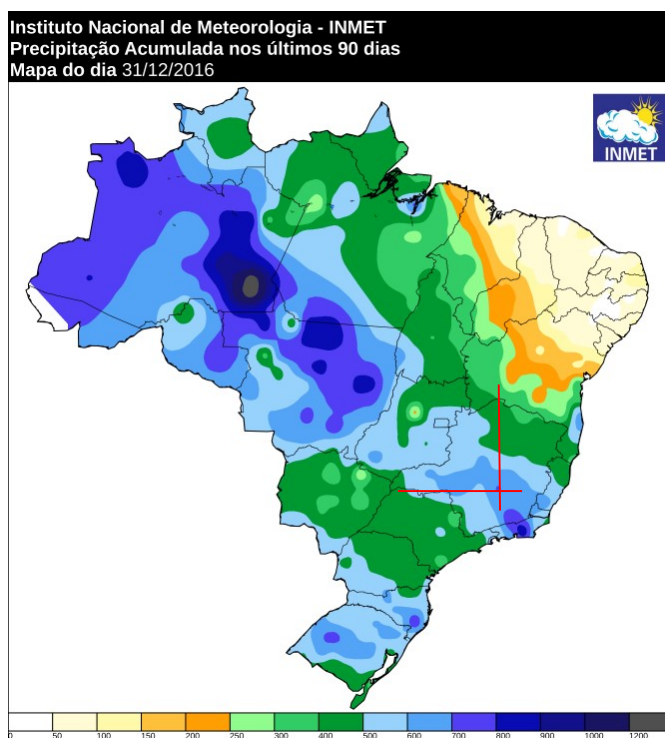 Instituto Nacional de Meteorologia - INMET
Precipitação Acumulada nos últimos 90 dias
Mapa do dia 31/12/2016
INMET
0 50 100 150 200 250 300 400 500 600 700 800 900 1000 1200